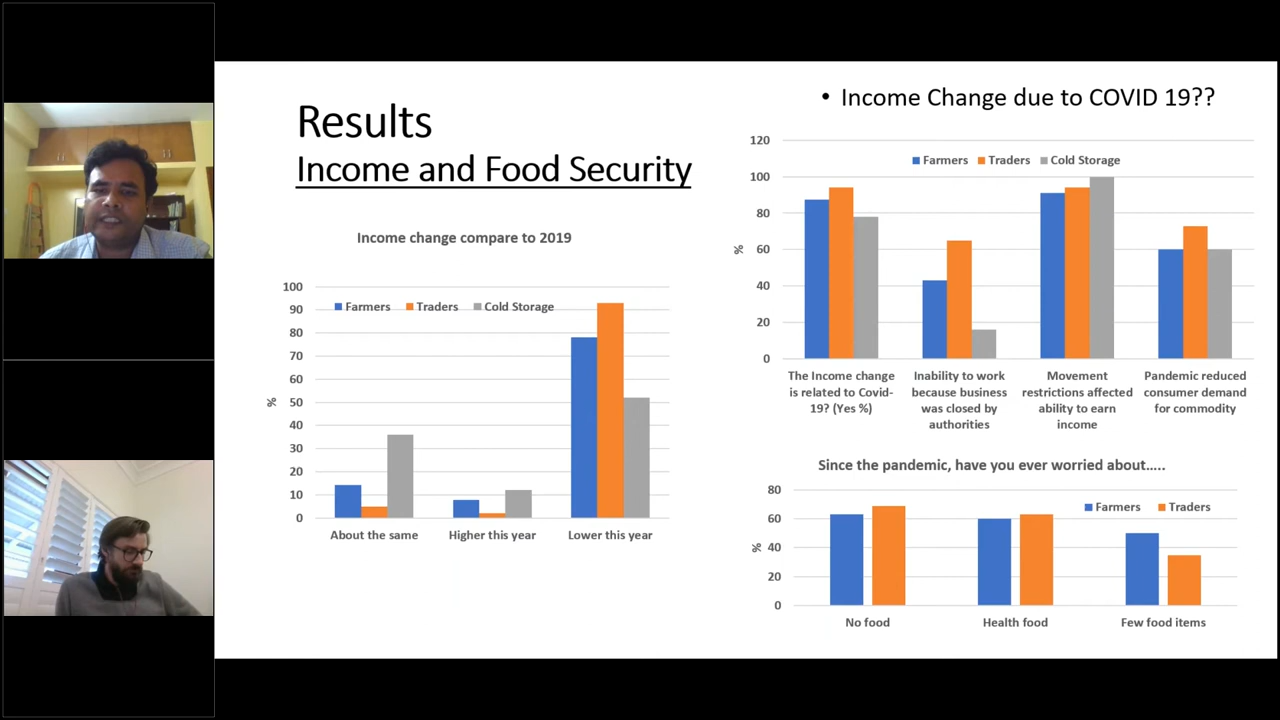 Results
Income and Food Security
Income change compare to 2019
100
90
80
70
60
50
40
30
20
10
0
%
Farmers Traders Cold Storage
About the same Higher this year Lower this year
• Income Change due to COVID 19??
120
100
80
60
40
20
0
%
Farmers Traders Cold Storage
The Income change
is related to Covid-
19? (Yes %)
Inability to work
because business
was closed by
authorities
Movement
restrictions affected
ability to earn
income
Pandemic reduced
consumer demand
for commodity
Since the pandemic, have you ever worried about…..
80
60
40
20
0
%
Farmers Traders
No food Health food Few food items